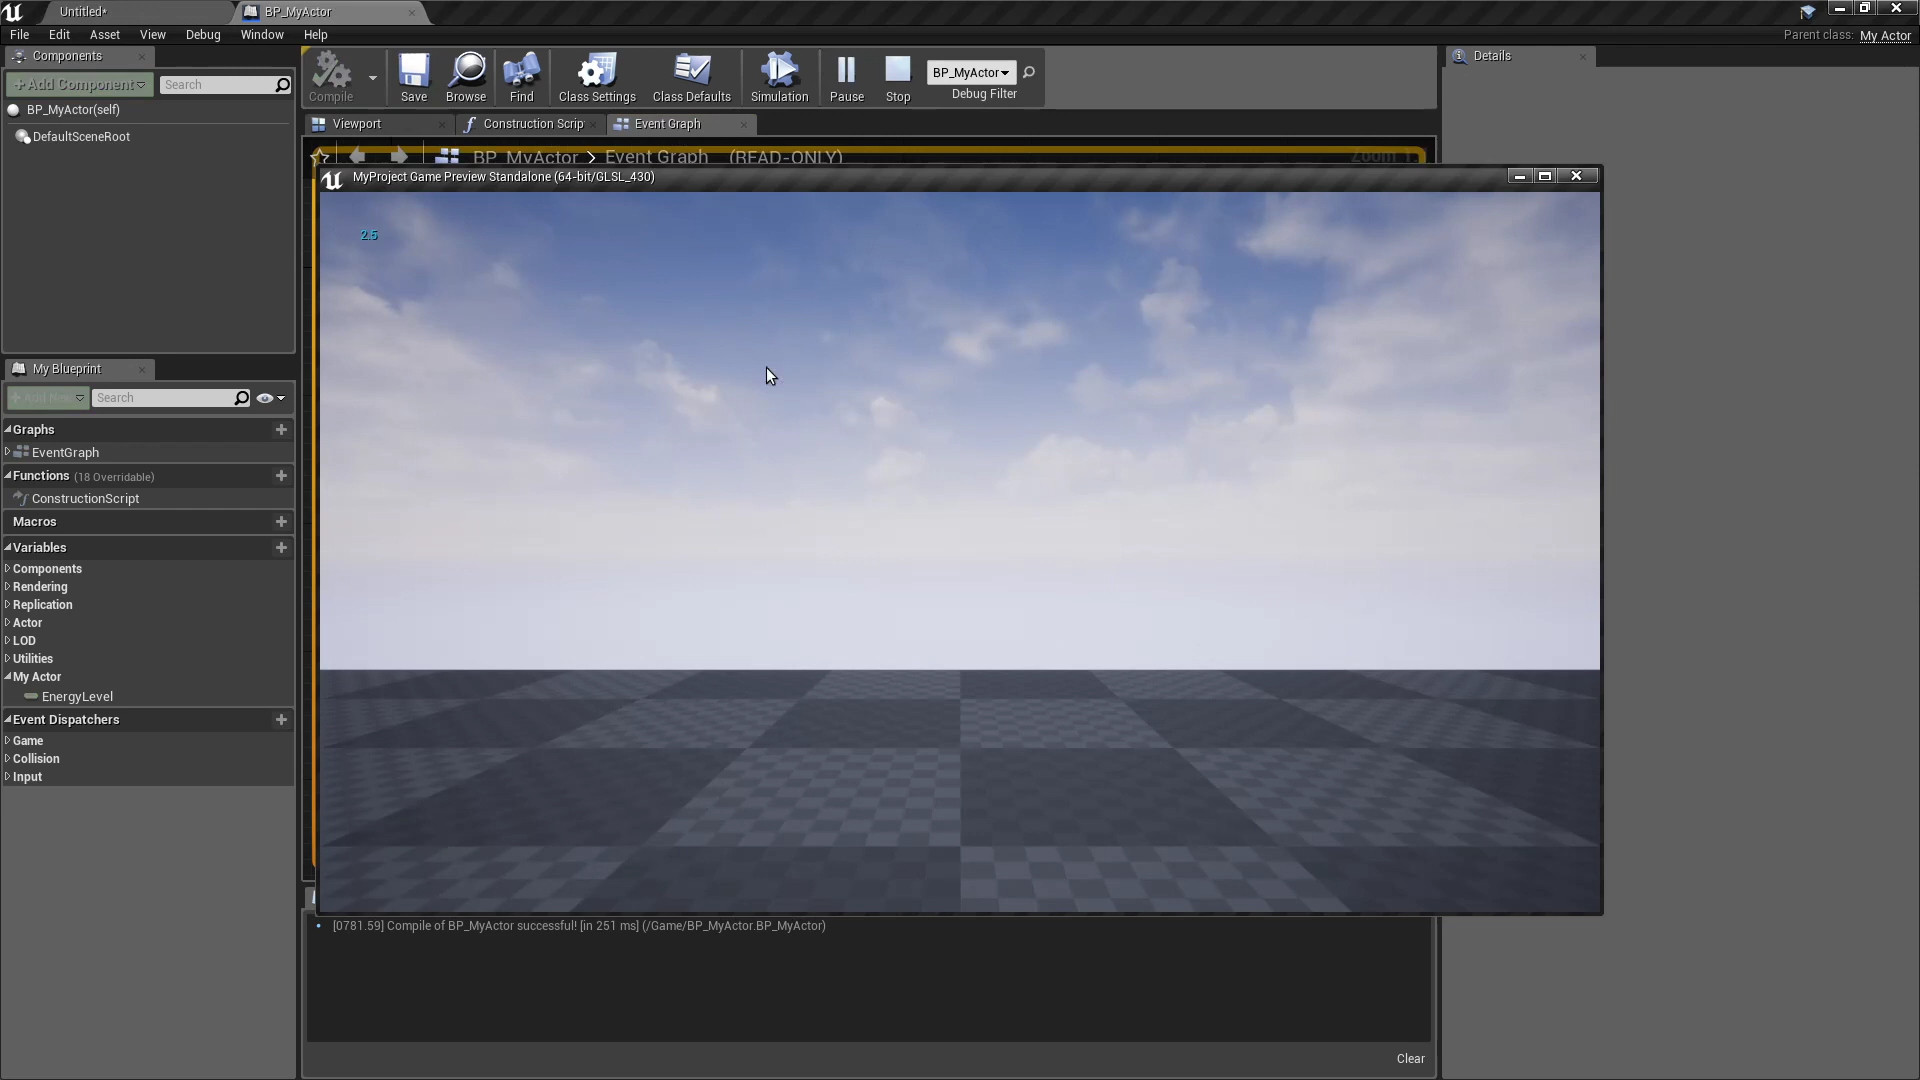 Untitled*
BP_MyActor
File Edit Asset View Debug Window Help
Parent class: My Actor
Components
Add Component
Search
BP_MyActor(self)
DefaultSceneRoot
Compile
Save
Browse
Find
Class Settings
Class Defaults
Simulation
Pause
Stop
BP_MyActor
Debug Filter
Details
Viewport
Construction Scrip
Event Graph
BP_MyActor > Event Graph (READ-ONLY)
Zoom 1
MyProject Game Preview Standalone (64-bit/GLSL_430)
2.5
My Blueprint
Add New
Search
Graphs
EventGraph
Functions (18 Overridable)
ConstructionScript
Macros
Variables
Components
Rendering
Replication
Actor
LOD
Utilities
My Actor
EnergyLevel
Event Dispatchers
Game
Collision
Input
[0781.59] Compile of BP_MyActor successful! [in 251 ms] (/Game/BP_MyActor.BP_MyActor)
Clear